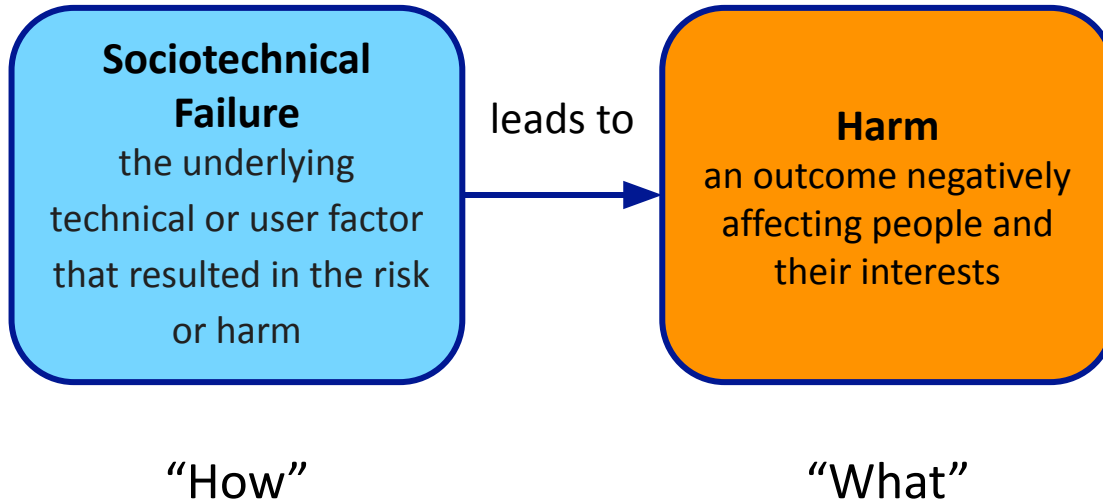 Sociotechnical
Failure
the underlying
technical or user factor
that resulted in the risk
or harm
leads to
Harm
an outcome negatively
affecting people and
their interests
“How”
“What”